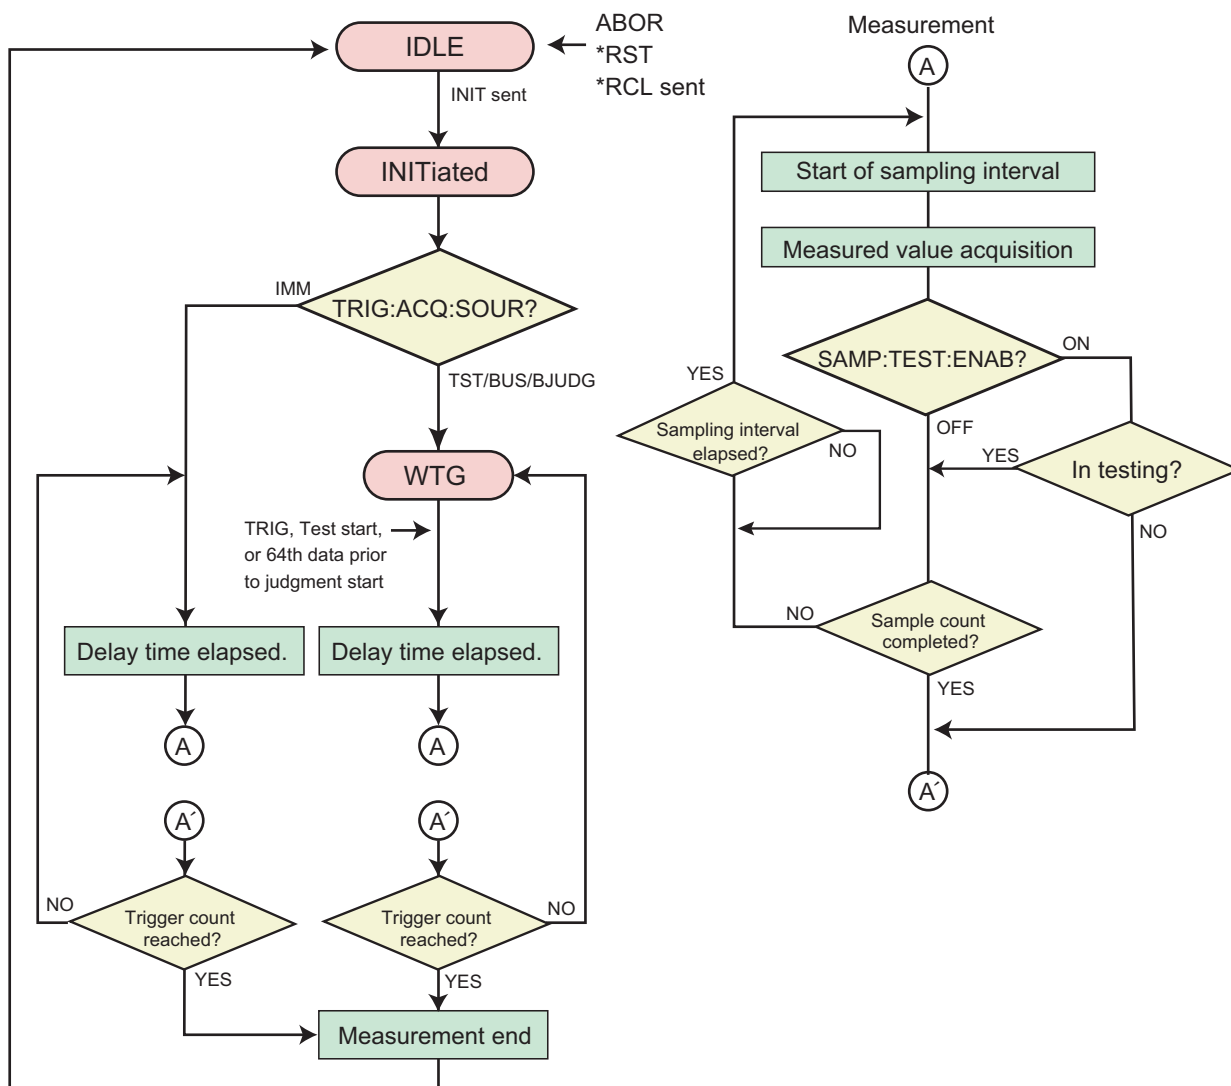 IDLE
ABOR
*RST
*RCL sent
INIT sent
INITiated
IMM
TRIG:ACQ:SOUR?
TST/BUS/BJUDG
WTG
TRIG, Test start,
or 64th data prior
to judgment start
Delay time elapsed.
Delay time elapsed.
A
A
A´
A´
NO
Trigger count
reached?
YES
Trigger count
reached?
NO
YES
Measurement end
Measurement
A
Start of sampling interval
Measured value acquisition
SAMP:TEST:ENAB?
ON
OFF
YES
Sampling interval
elapsed?
NO
YES
In testing?
NO
NO
Sample count
completed?
YES
A´